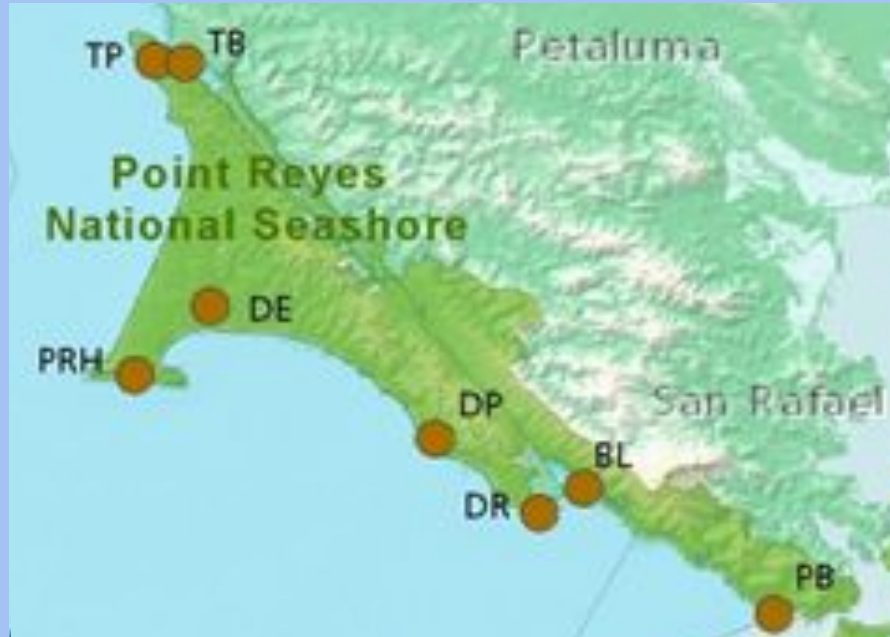 TP
TB
Petaluma
Point Reyes
National Seashore
DE
PRH
DP
San Rafael
BL
DR
PB